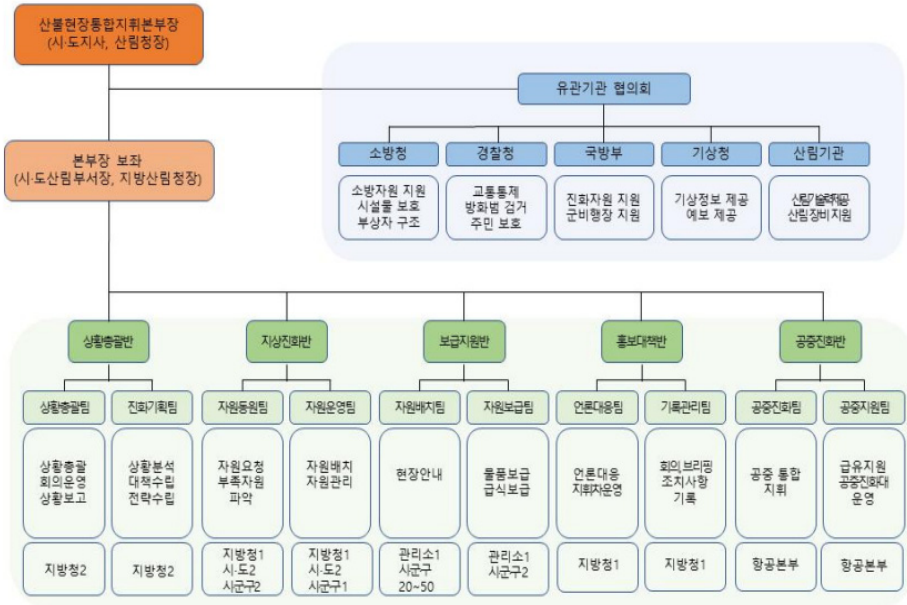 산불현장통합지휘본부장
(시·도지사, 산림청장)
유관기관 협의회
본부장 보좌
(시·도산림부서장, 지방산림청장)
소방청
경찰청
국방부
기상청
산림기관
소방자원 지원
시설물 보호
부상자 구조
교통통제
방화범 검거
주민 보호
진화자원 지원
군비행장 지원
기상정보 제공
예보 제공
산림기술력제공
산림장비지원
상황총괄반
지상진화반
보급지원반
홍보대책반
공중진화반
상황총괄팀
진화기획팀
자원동원팀
자원운영팀
자원배치팀
자원보급팀
언론대응팀
기록관리팀
공중진화팀
공중지원팀
상황총괄
회의운영
상황보고
상황분석
대책수립
전략수립
자원요청
부족자원
파악
자원배치
자원관리
현장안내
물품보급
급식보급
언론대응
지휘차운영
회의,브리핑
조치사항
기록
공중 통합
지휘
급유지원
공중진화대
운영
지방청2
지방청2
지방청1
시·도2
시군구2
지방청1
시·도2
시군구1
관리소1
시군구
20~50
관리소1
시군구2
지방청1
지방청1
항공본부
항공본부